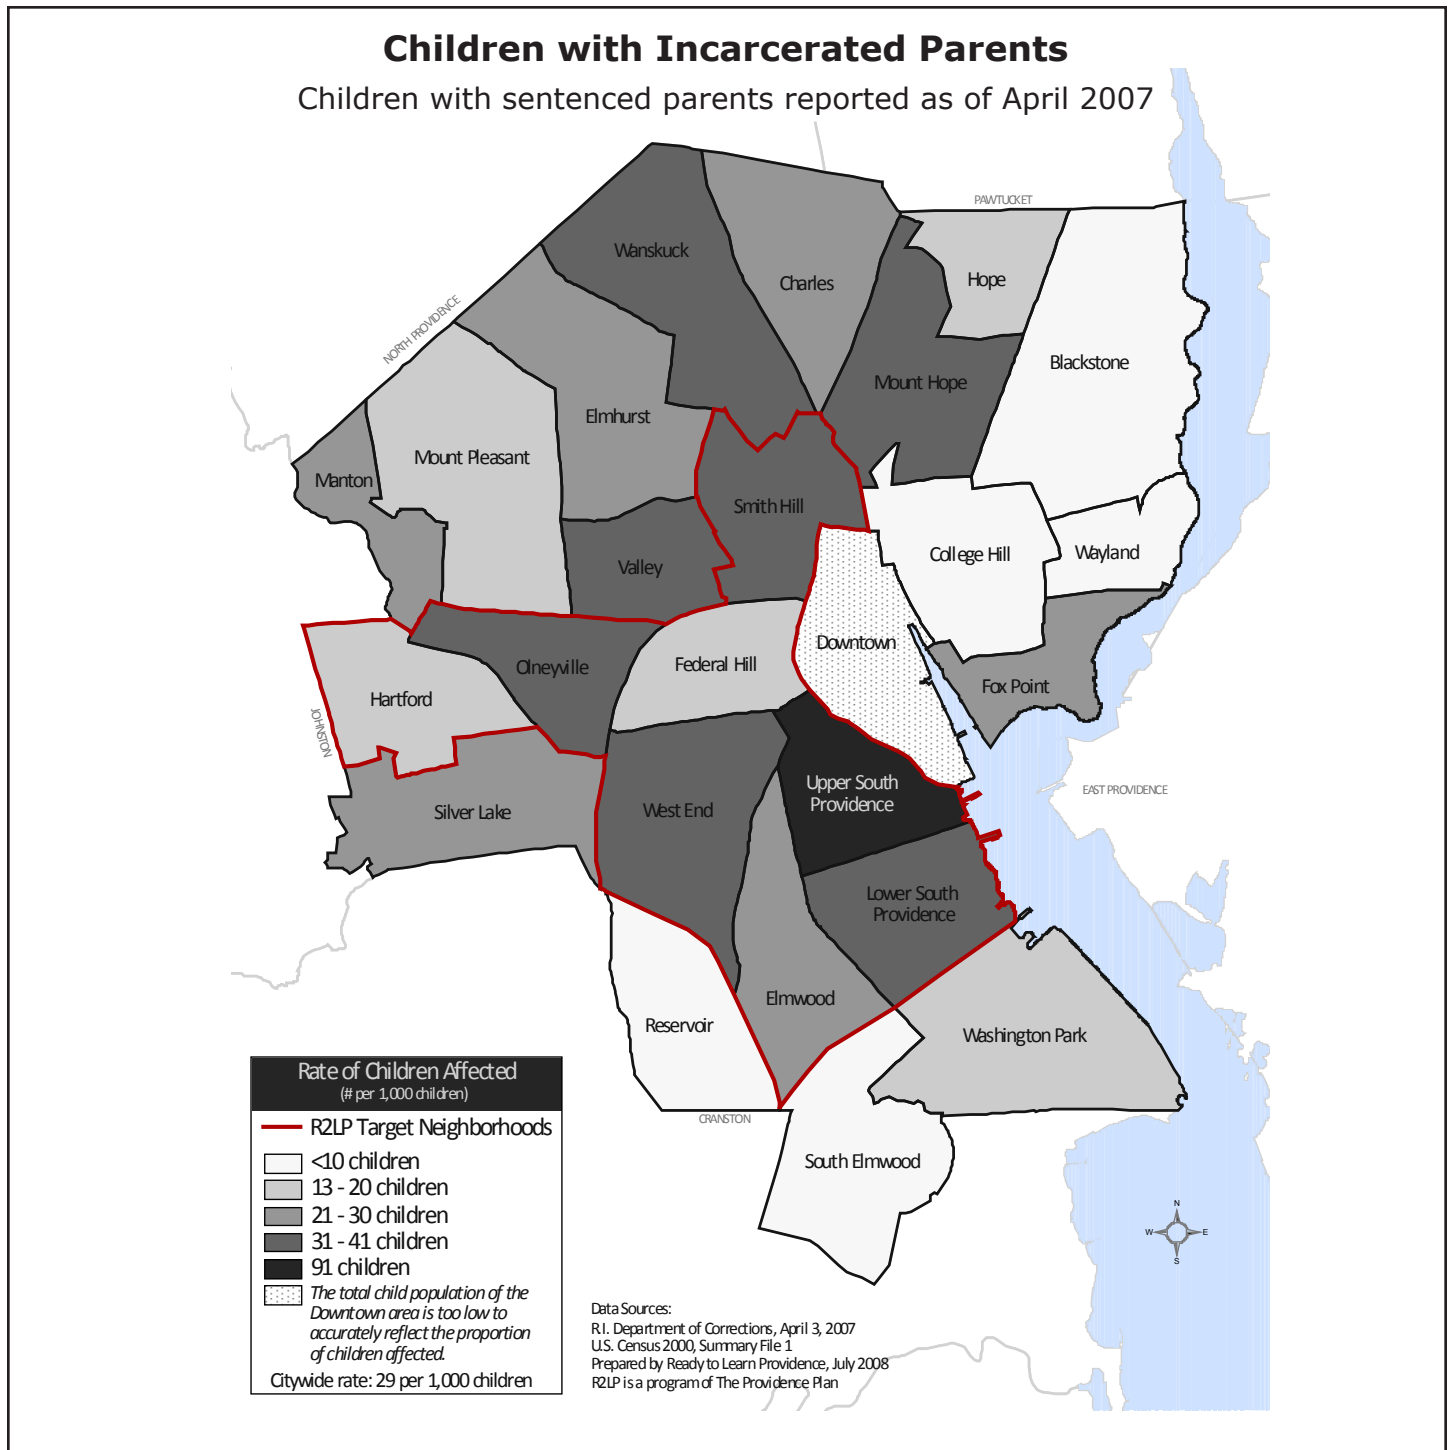 Children with Incarcerated Parents
Children with sentenced parents reported as of April 2007
PAWTUCKET
Wanskuck
Charles
Hope
NORTH PROVIDENCE
Blackstone
Mount Hope
Elmhurst
Mount Pleasant
Manton
Smith Hill
College Hill
Wayland
Valley
Downtown
Olneyville
Federal Hill
Fox Point
Hartford
JOHNSTON
Upper South
Providence
EAST PROVIDENCE
West End
Silver Lake
Lower South
Providence
Elmwood
Reservoir
Washington Park
CRANSTON
South Elmwood
Rate of Children Affected
(# per 1,000 children)
R2LP Target Neighborhoods
<10 children
13 - 20 children
21 - 30 children
31 - 41 children
91 children
The total child population of the
Downtown area is too low to
accurately reflect the proportion
of children affected.
Citywide rate: 29 per 1,000 children
Data Sources:
R.I. Department of Corrections, April 3, 2007
U.S. Census 2000, Summary File 1
Prepared by Ready to Learn Providence, July 2008
R2LP is a program of The Providence Plan
N
W
E
S